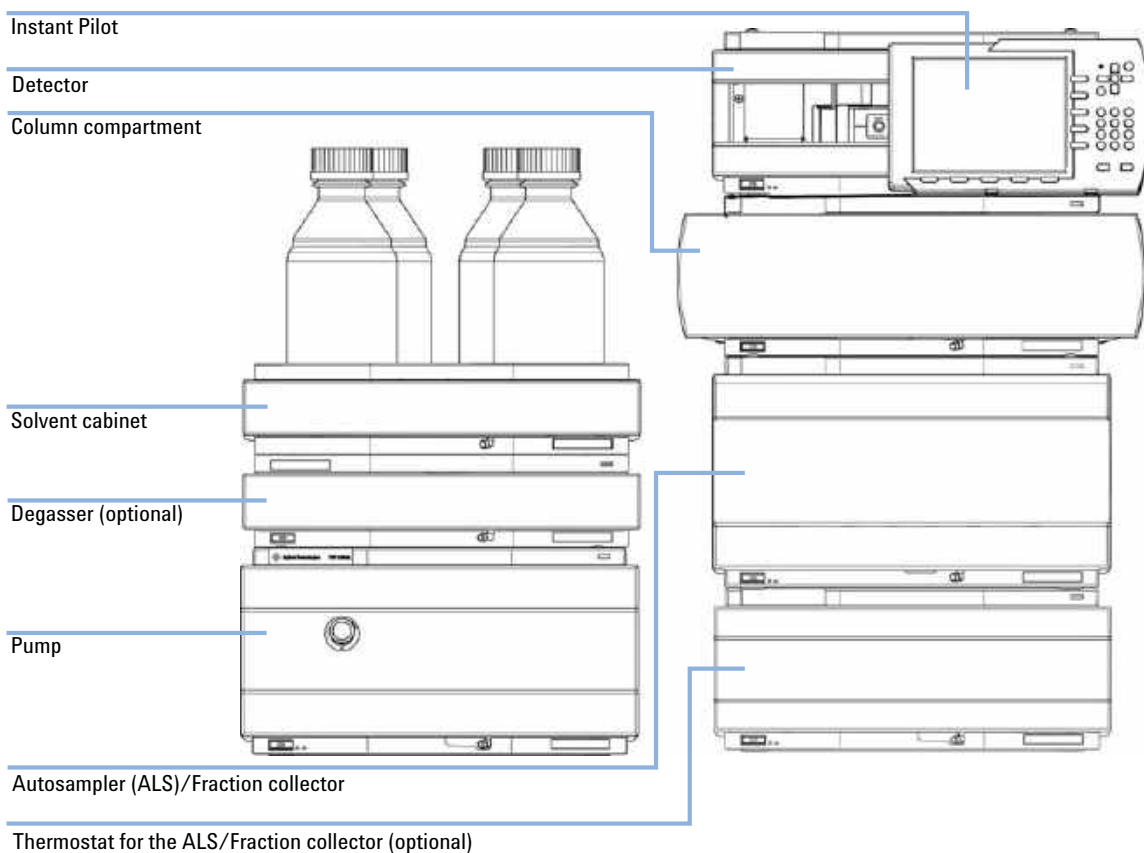 Instant Pilot
Detector
Column compartment
Solvent cabinet
Degasser (optional)
Pump
Autosampler (ALS)/Fraction collector
Thermostat for the ALS/Fraction collector (optional)